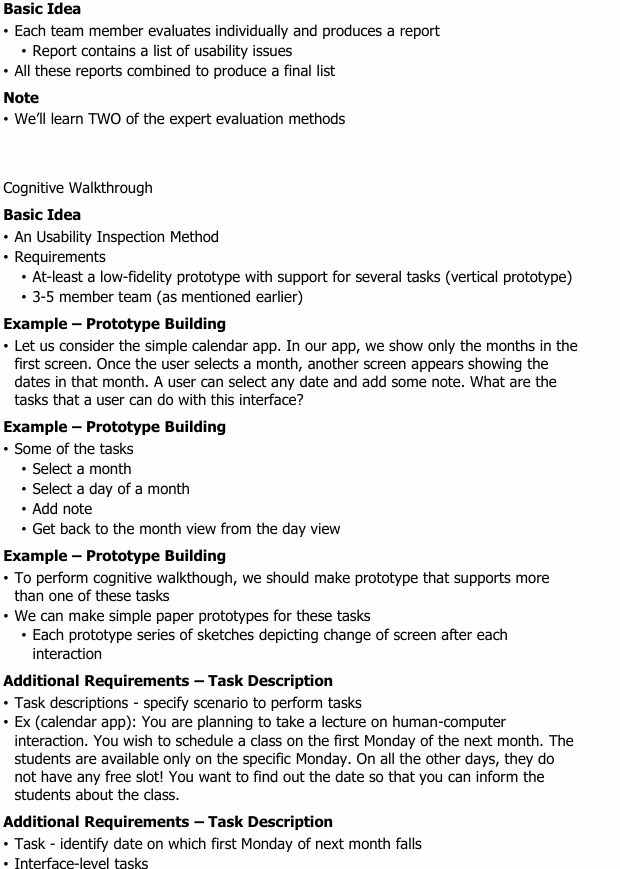 Basic Idea
• Each team member evaluates individually and produces a report
• Report contains a list of usability issues
• All these reports combined to produce a final list
Note
• We'll learn TWO of the expert evaluation methods
Cognitive Walkthrough
Basic Idea
• An Usability Inspection Method
• Requirements
• At-least a low-fidelity prototype with support for several tasks (vertical prototype)
• 3-5 member team (as mentioned earlier)
Example – Prototype Building
• Let us consider the simple calendar app. In our app, we show only the months in the
first screen. Once the user selects a month, another screen appears showing the
dates in that month. A user can select any date and add some note. What are the
tasks that a user can do with this interface?
Example – Prototype Building
• Some of the tasks
• Select a month
• Select a day of a month
• Add note
• Get back to the month view from the day view
Example – Prototype Building
• To perform cognitive walkthough, we should make prototype that supports more
than one of these tasks
• We can make simple paper prototypes for these tasks
• Each prototype series of sketches depicting change of screen after each
interaction
Additional Requirements – Task Description
• Task descriptions - specify scenario to perform tasks
• Ex (calendar app): You are planning to take a lecture on human-computer
interaction. You wish to schedule a class on the first Monday of the next month. The
students are available only on the specific Monday. On all the other days, they do
not have any free slot! You want to find out the date so that you can inform the
students about the class.
Additional Requirements – Task Description
• Task - identify date on which first Monday of next month falls
• Interface-level tasks